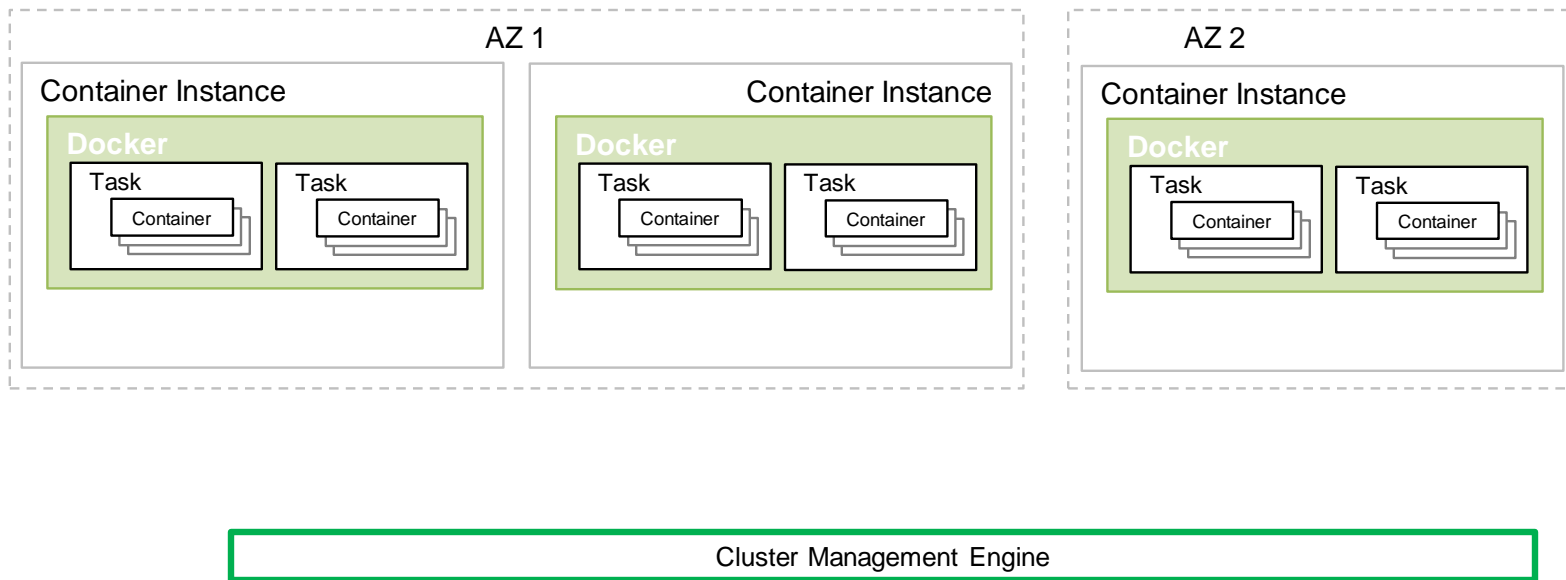 AZ 1
Container Instance
Docker
Task
Container
Task
Container
Container Instance
Docker
Task
Container
Task
Container
AZ 2
Container Instance
Docker
Task
Container
Task
Container
Cluster Management Engine